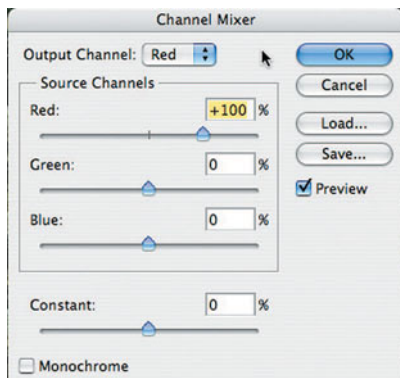 Channel Mixer
Output Channel: Red
OK
Source Channels
Cancel
Red: +100 %
Load...
Green: 0 %
Save...
Preview
Blue: 0 %
Constant: 0 %
Monochrome